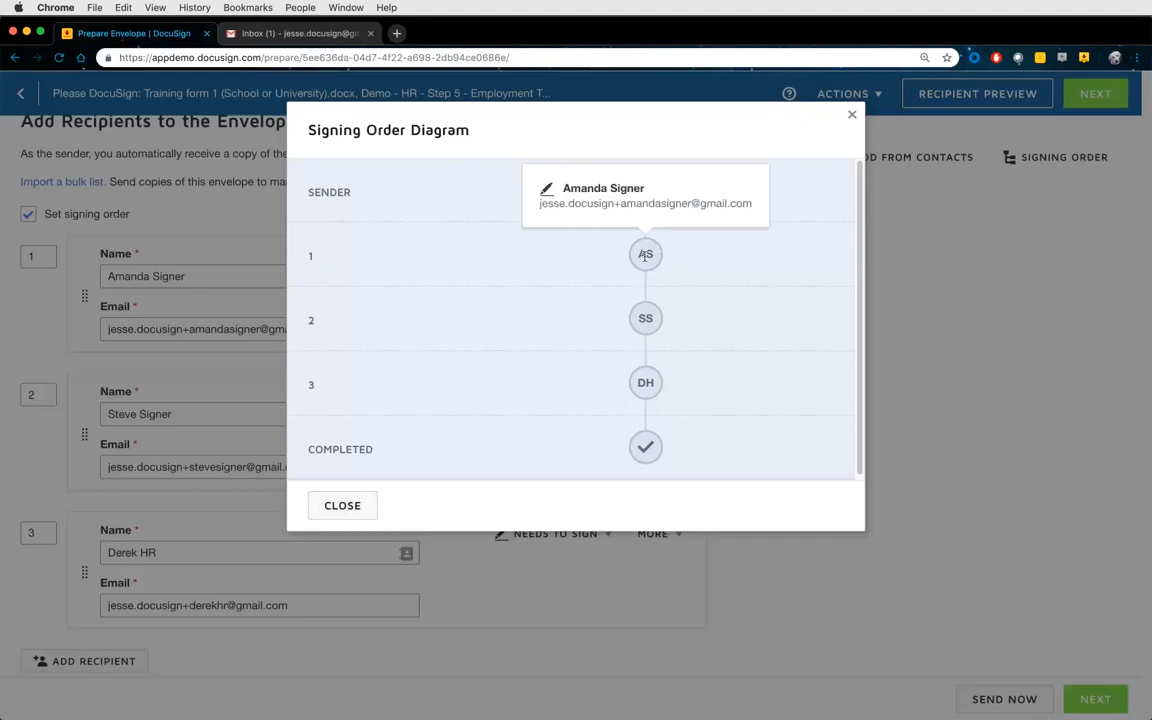 Chrome File Edit View History Bookmarks People Window Help
Prepare Envelope | DocuSign
Inbox (1) - jesse.docusign@gm
https://appdemo.docusign.com/prepare/5ee636da-04d7-4f22-a698-2db94ce0686e/
Please DocuSign: Training form 1 (School or University).docx, Demo - HR - Step 5 - Employment T...
ACTIONS
RECIPIENT PREVIEW
NEXT
Add Recipients to the Envelop
As the sender, you automatically receive a copy of the
FROM CONTACTS
SIGNING ORDER
Import a bulk list. Send copies of this envelope to ma
Set signing order
1
Name *
Amanda Signer
Email *
jesse.docusign+amandasigner@gm
2
Name *
Steve Signer
Email *
jesse.docusign+stevesigner@gmail.
3
Name *
Derek HR
Email *
jesse.docusign+derekhr@gmail.com
NEEDS TO SIGN
MORE
ADD RECIPIENT
SEND NOW
NEXT
Signing Order Diagram
SENDER
Amanda Signer
jesse.docusign+amandasigner@gmail.com
1
AS
2
SS
3
DH
COMPLETED
CLOSE